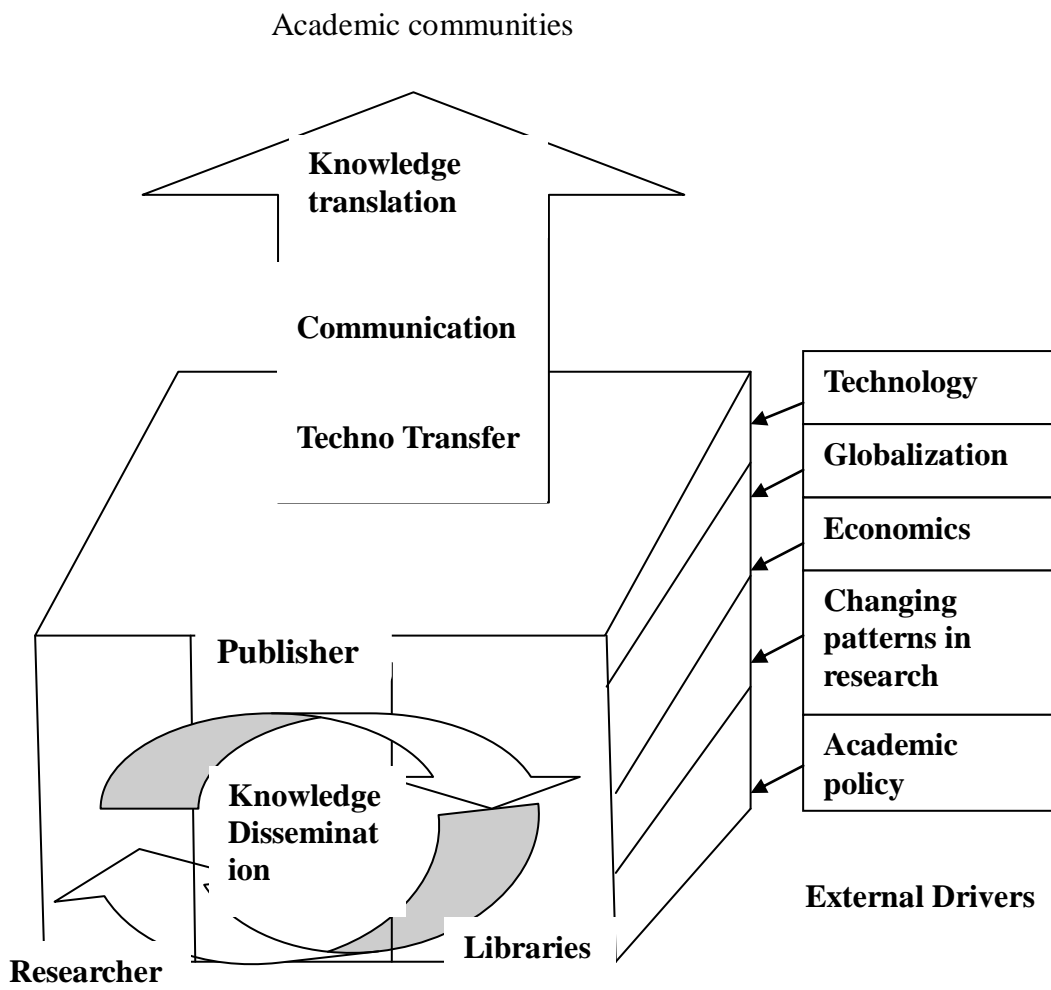 Academic communities
Knowledge
translation
Communication
Techno Transfer
Technology
Globalization
Economics
Changing
patterns in
research
Academic
policy
External Drivers
Publisher
Knowledge
Disseminat
ion
Libraries
Researcher